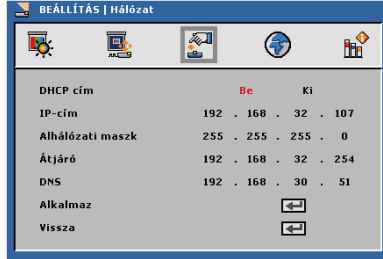 BEÁLLÍTÁS | Hálózat
DHCP cím Be Ki
IP-cím 192 . 168 . 32 . 107
Alhálózati maszk 255 . 255 . 255 . 0
Átjáró 192 . 168 . 32 . 254
DNS 192 . 168 . 30 . 51
Alkalmaz
Vissza